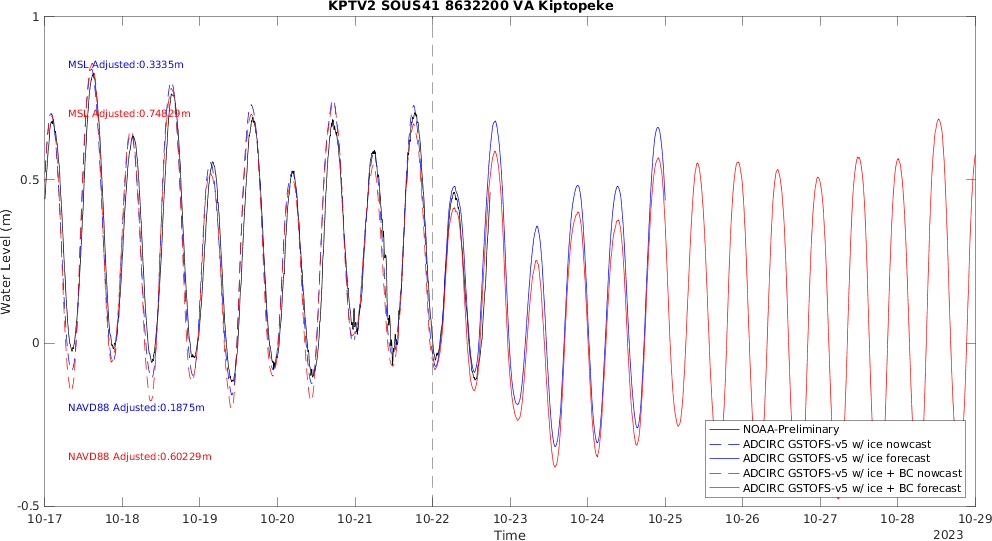 KPTV2 SOUS41 8632200 VA Kiptopeke
1
0.5
0
-0.5
Water Level (m)
MSL Adjusted:0.3335m
MSL Adjusted:0.74829m
NAVD88 Adjusted:0.1875m
NAVD88 Adjusted:0.60229m
NOAA-Preliminary
ADCIRC GSTOFS-v5 w/ ice nowcast
ADCIRC GSTOFS-v5 w/ ice forecast
ADCIRC GSTOFS-v5 w/ ice + BC nowcast
ADCIRC GSTOFS-v5 w/ ice + BC forecast
10-17 10-18 10-19 10-20 10-21 10-22 10-23 10-24 10-25 10-26 10-27 10-28 10-29
Time
2023